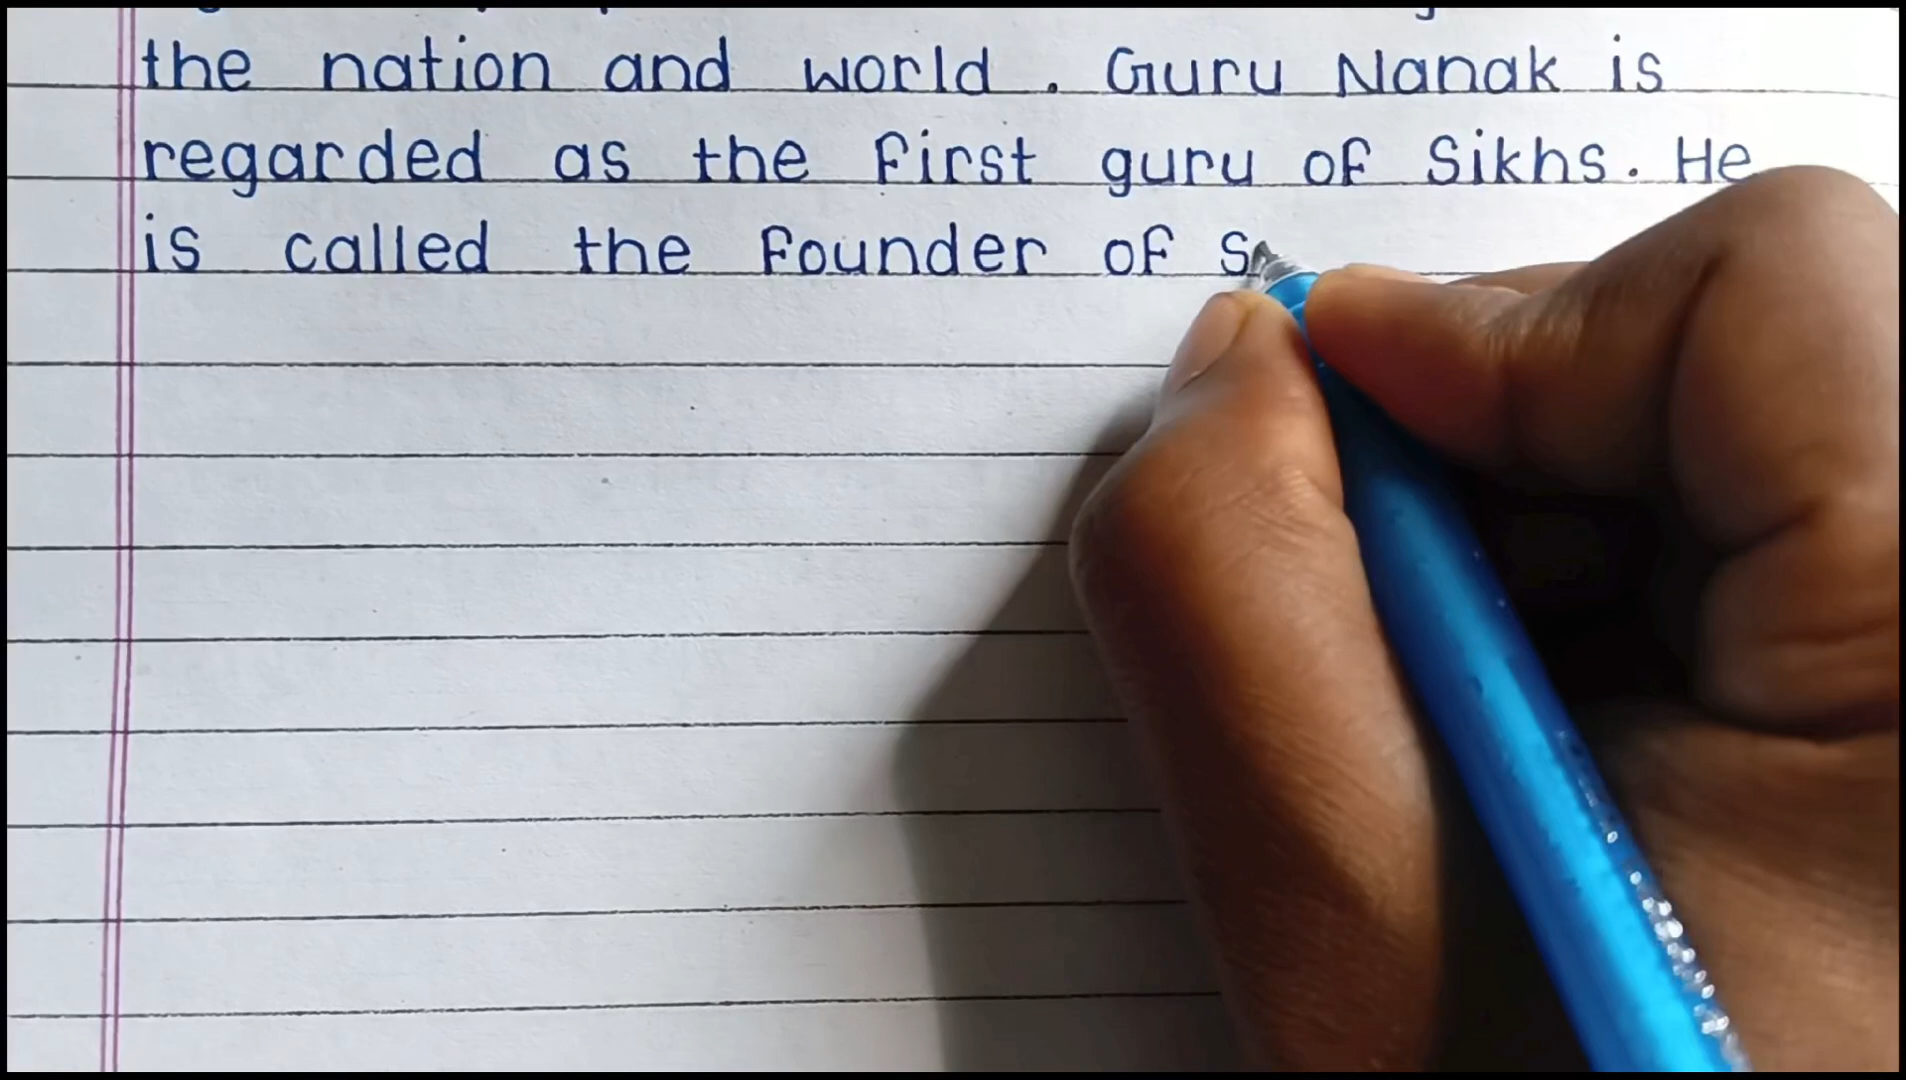 the nation and world . Guru Nanak is
regarded as the first guru of Sikhs. He
is called the founder of S